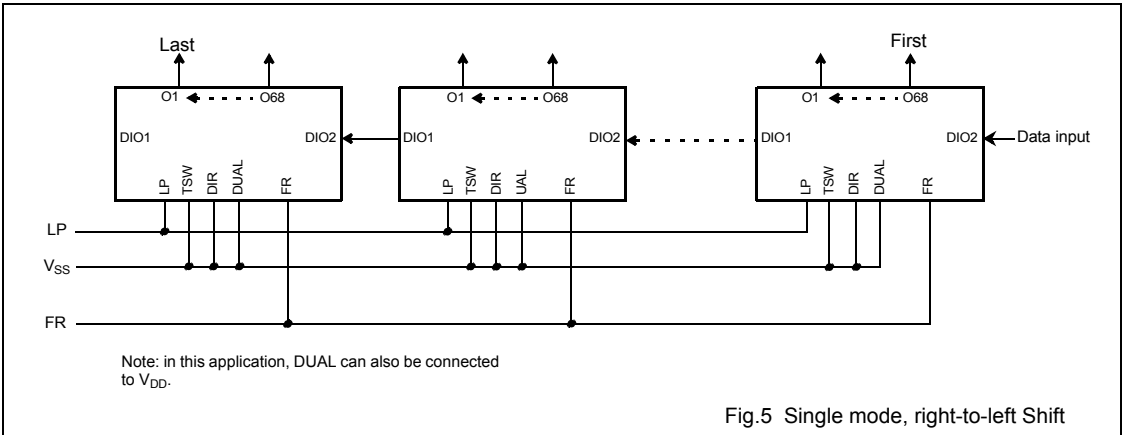 Last
First
O1 O68
O1 O68
O1 O68
DIO1 DIO2
DIO1 DIO2
DIO1 DIO2 Data input
LP TSW DIR DUAL FR
LP TSW DIR UAL FR
LP TSW DIR DUAL FR
LP
VSS
FR
Note: in this application, DUAL can also be connected
to VDD.
Fig.5 Single mode, right-to-left Shift